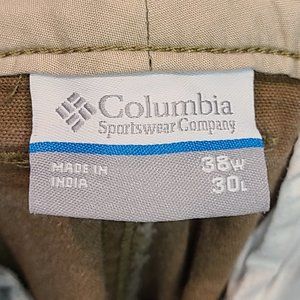 Columbia
Sportswear Company
MADE IN
INDIA
38W
30L